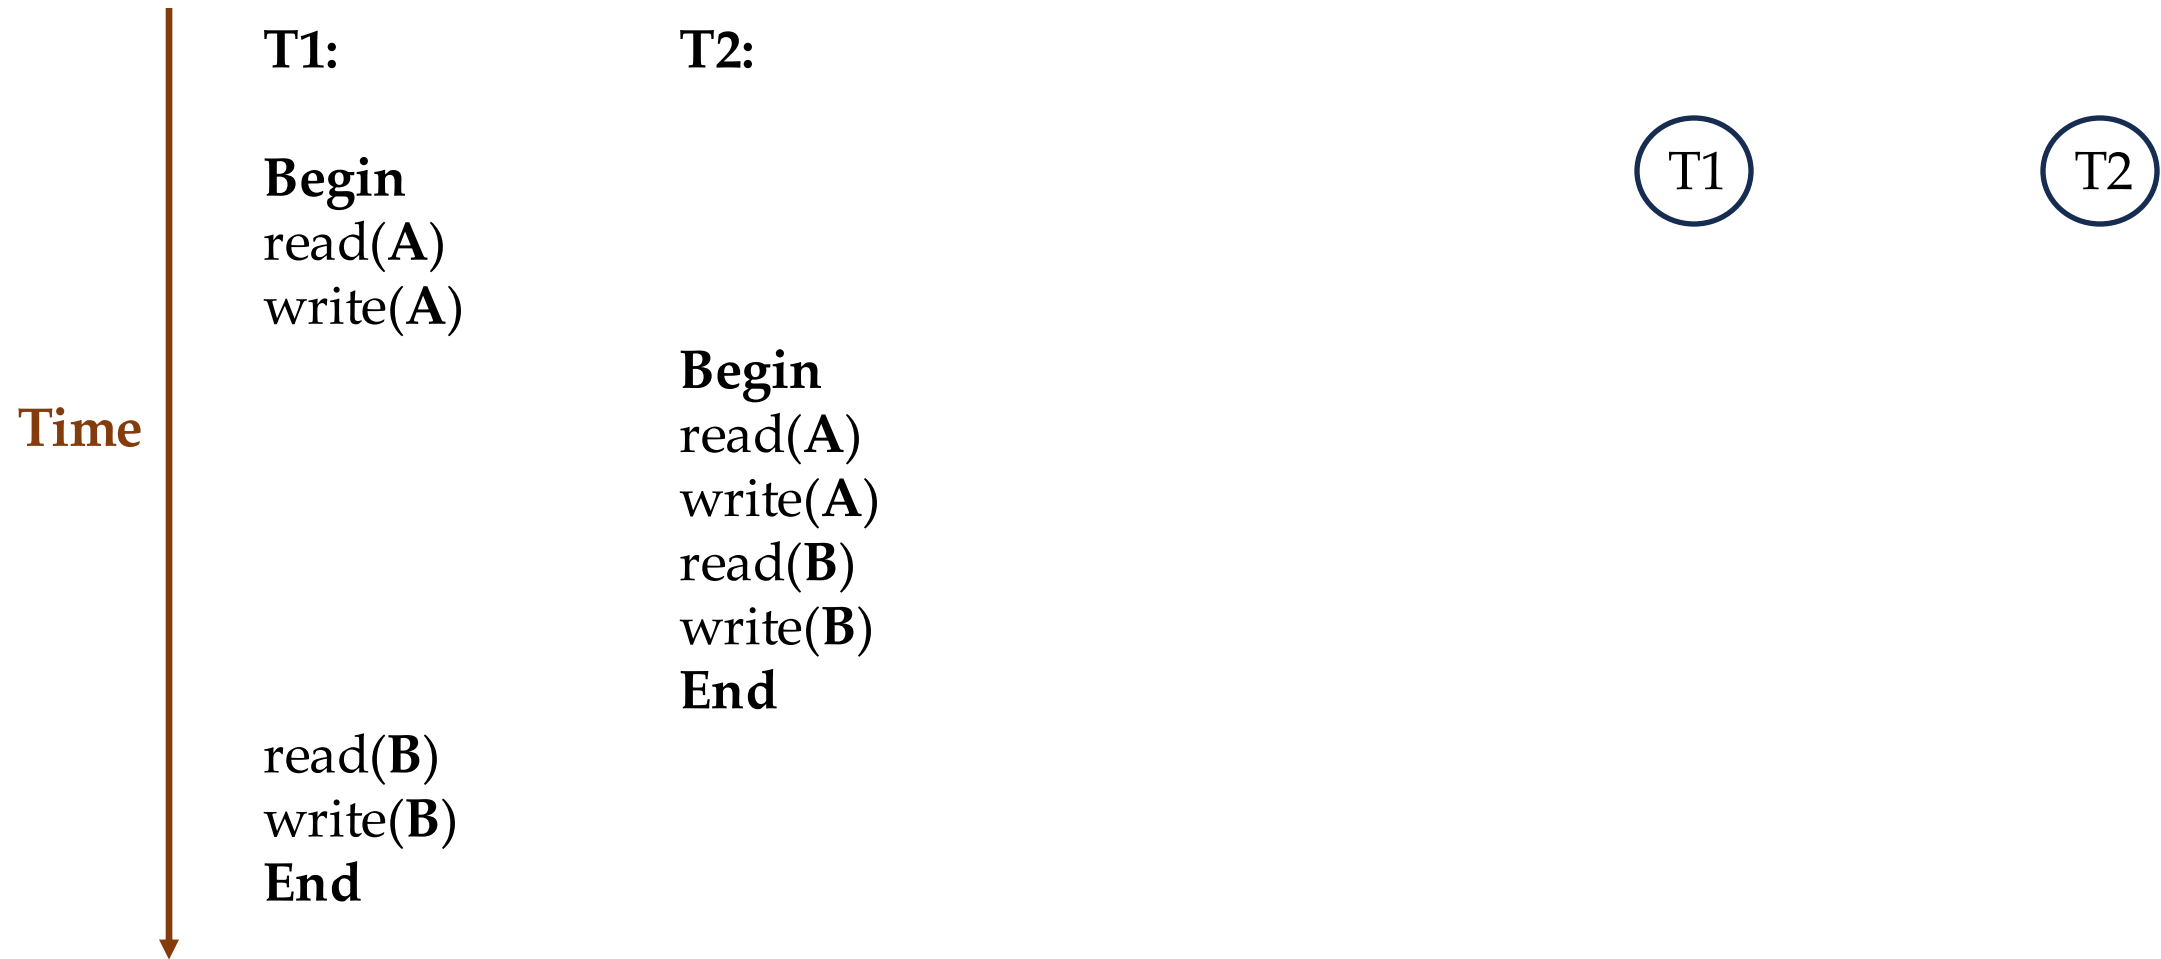 T1: T2:
T1 T2
Begin
read(A)
write(A)
Begin
Time
read(A)
write(A)
read(B)
write(B)
End
read(B)
write(B)
End